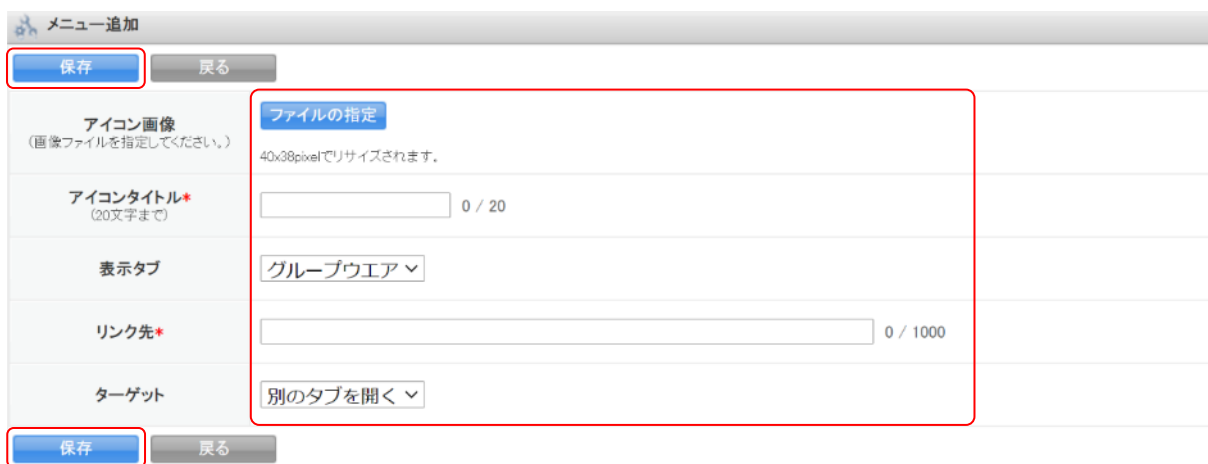 メニュー追加
保存 戻る
アイコン画像
(画像ファイルを指定してください。)
ファイルの指定
40x38pixelでリサイズされます。
アイコンタイトル*
(20文字まで)
0 / 20
表示タブ
グループウエア
リンク先*
0 / 1000
ターゲット
別のタブを開く
保存 戻る